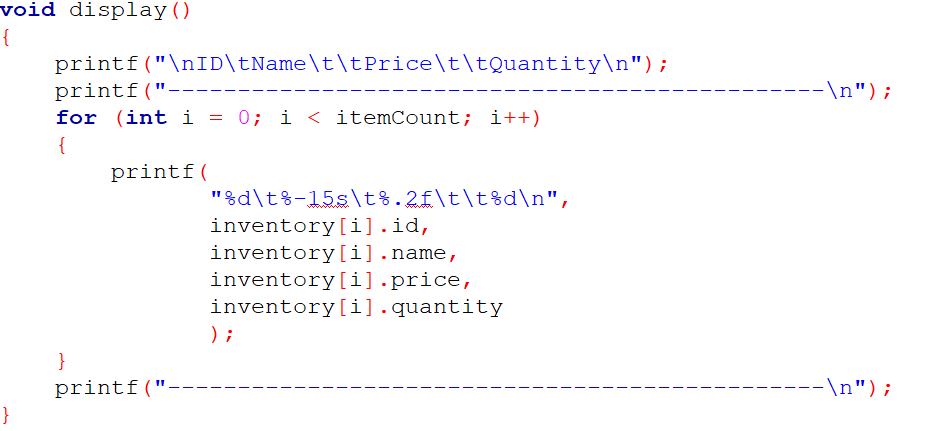 void display()
{
    printf("\nID\tName\t\tPrice\t\tQuantity\n");
    printf("-----------------------------------------------\n");
    for (int i = 0; i < itemCount; i++)
    {
        printf(
               "%d\t%-15s\t%.2f\t\t%d\n",
               inventory[i].id,
               inventory[i].name,
               inventory[i].price,
               inventory[i].quantity
               );
    }
    printf("-----------------------------------------------\n");
}